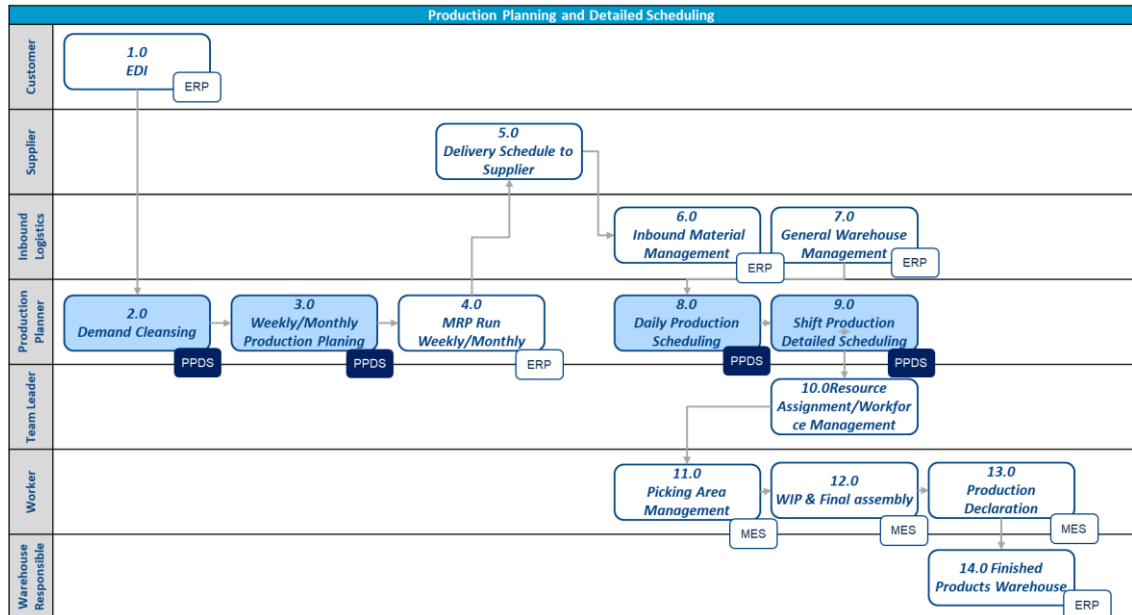 Production Planning and Detailed Scheduling
Customer
1.0
EDI
ERP
Supplier
5.0
Delivery Schedule to
Supplier
Inbound
Logistics
6.0
Inbound Material
Management
ERP
7.0
General Warehouse
Management
ERP
Production
Planner
2.0
Demand Cleansing
PPDS
3.0
Weekly/Monthly
Production Planing
PPDS
4.0
MRP Run
Weekly/Monthly
ERP
8.0
Daily Production
Scheduling
PPDS
9.0
Shift Production
Detailed Scheduling
PPDS
Team Leader
10.0Resource
Assignment/Workfor
ce Management
Worker
11.0
Picking Area
Management
MES
12.0
WIP & Final assembly
MES
13.0
Production
Declaration
MES
Warehouse
Responsible
14.0 Finished
Products Warehouse
ERP